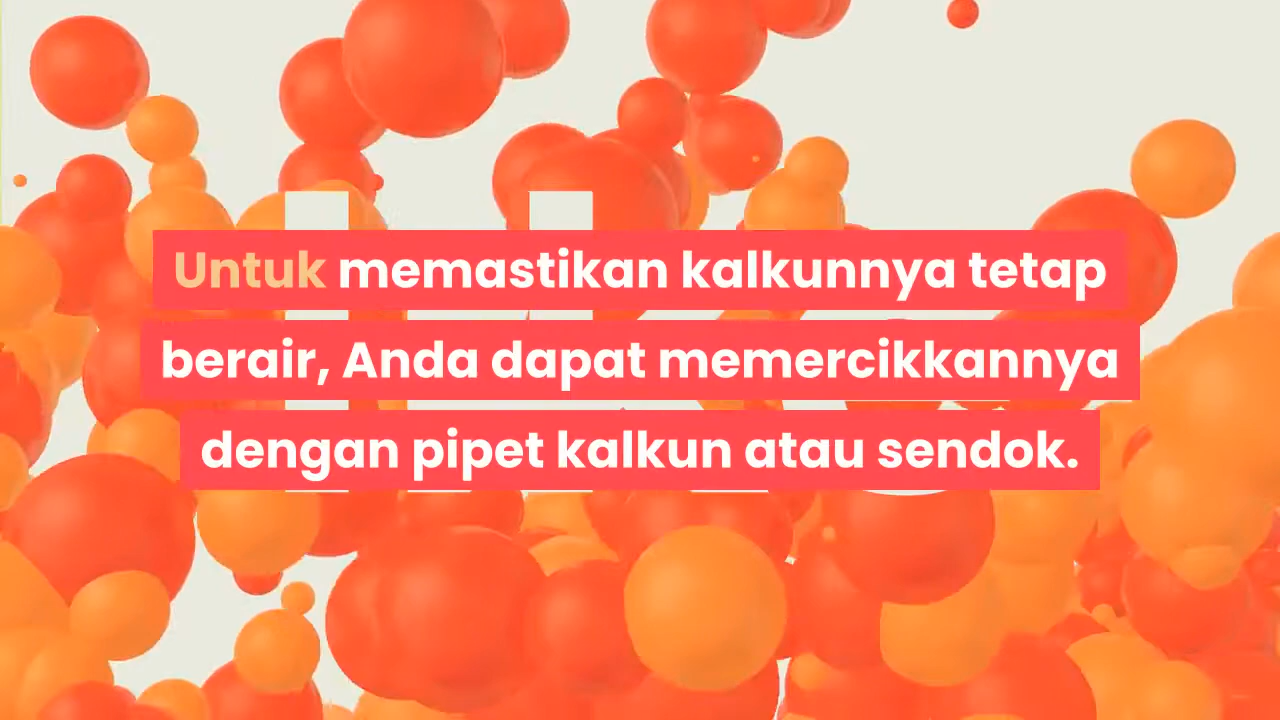 Untuk memastikan kalkunnya tetap
berair, Anda dapat memercikkannya
dengan pipet kalkun atau sendok.